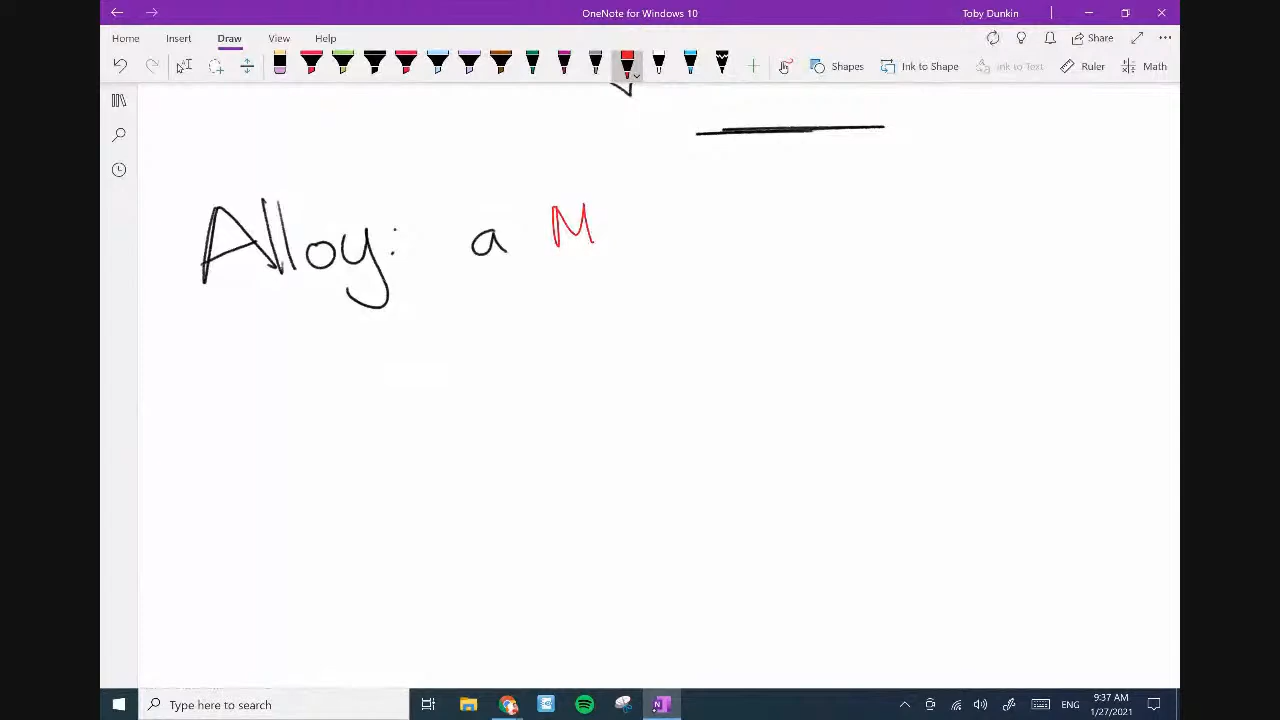 OneNote for Windows 10
Toby Dunkin
Home Insert Draw View Help
Share
Shapes Ink to Shape Ink to Text Ruler Math
Alloy: a M
Type here to search
ENG
9:37 AM
1/27/2021